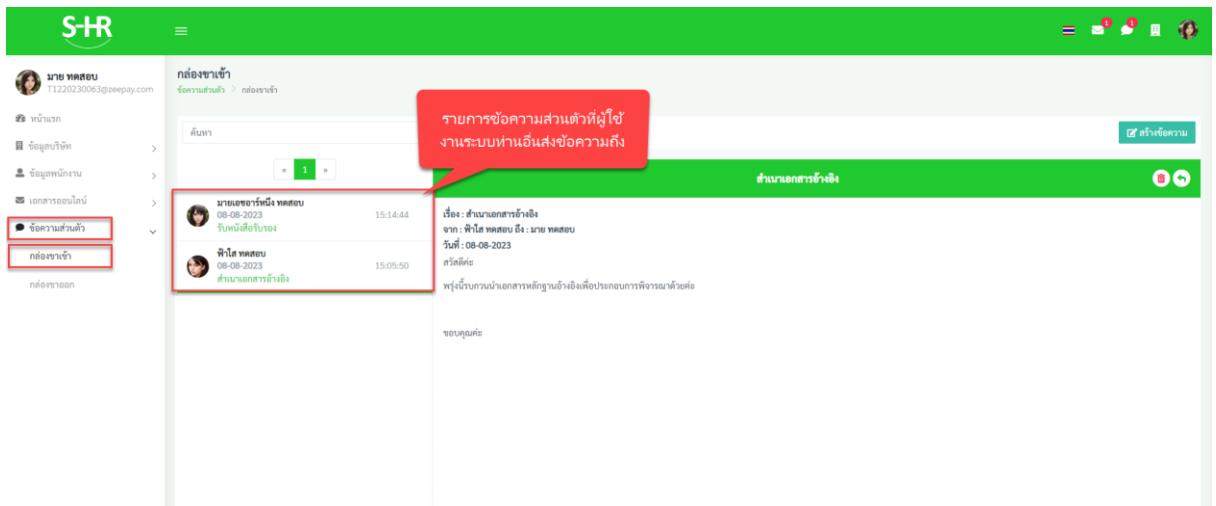 S-HR
1
1
มาย ทดสอบ
T1220230063@zeepay.com
หน้าแรก
ข้อมูลบริษัท
ข้อมูลพนักงาน
เอกสารออนไลน์
ข้อความส่วนตัว
กล่องขาเข้า
กล่องขาออก
กล่องขาเข้า
ข้อความส่วนตัว > กล่องขาเข้า
ค้นหา
รายการข้อความส่วนตัวที่ผู้ใช้
งานระบบท่านอื่นส่งข้อความถึง
สร้างข้อความ
« 1 »
มายเอชอาร์หนึ่ง ทดสอบ
08-08-2023 15:14:44
รับหนังสือรับรอง
ฟ้าใส ทดสอบ
08-08-2023 15:05:50
สำเนาเอกสารอ้างอิง
สำเนาเอกสารอ้างอิง
เรื่อง : สำเนาเอกสารอ้างอิง
จาก : ฟ้าใส ทดสอบ ถึง : มาย ทดสอบ
วันที่ : 08-08-2023
สวัสดีค่ะ
พรุ่งนี้รบกวนนำเอกสารหลักฐานอ้างอิงเพื่อประกอบการพิจารณาด้วยค่ะ
ขอบคุณค่ะ